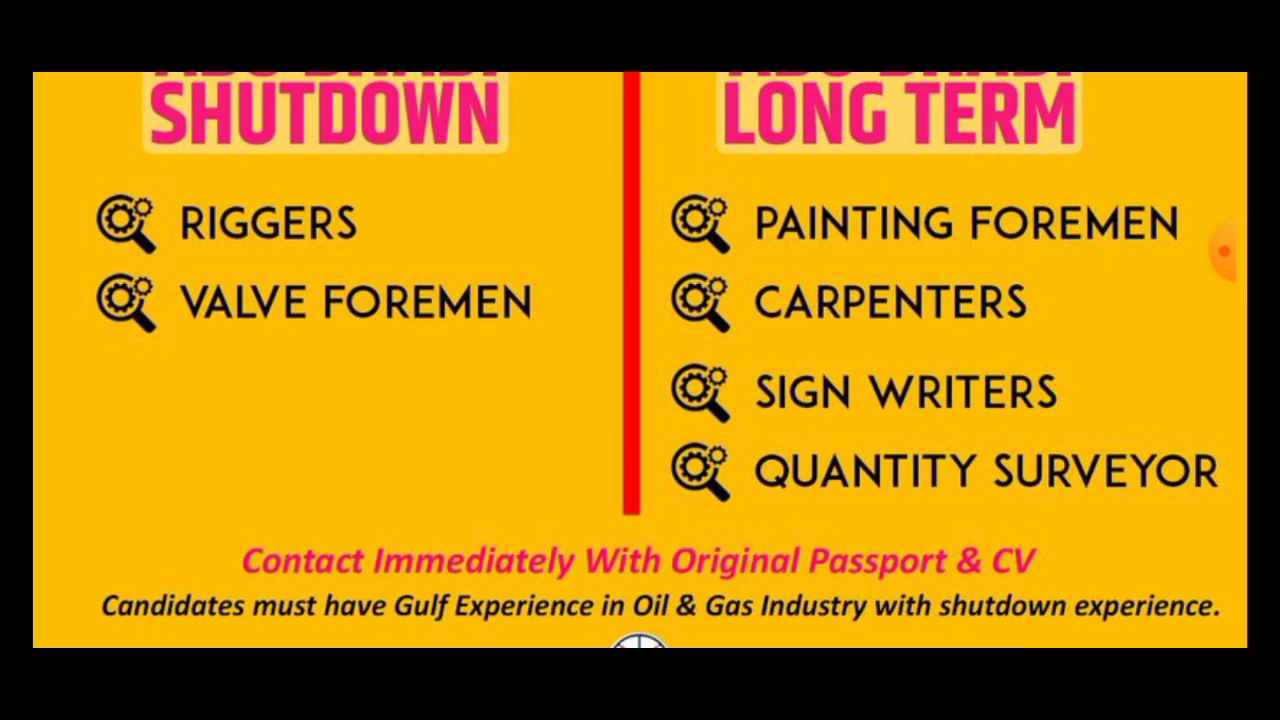 SHUTDOWN
RIGGERS
VALVE FOREMEN
LONG TERM
PAINTING FOREMEN
CARPENTERS
SIGN WRITERS
QUANTITY SURVEYOR
Contact Immediately With Original Passport & CV
Candidates must have Gulf Experience in Oil & Gas Industry with shutdown experience.